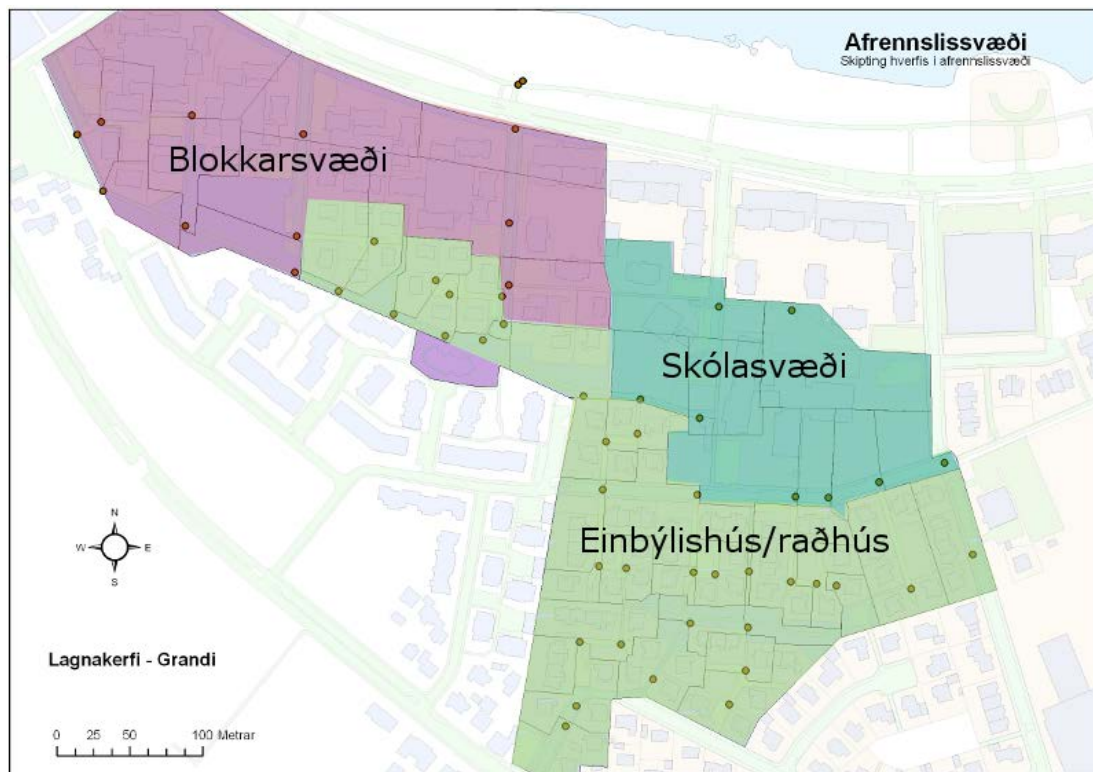 Afrennslissvæði
Skipting hverfis i afrennslissvæði
Blokkarsvæði
Skólasvæði
Einbýlishús/raðhús
N
W E
S
Lagnakerfi - Grandi
0 25 50 100 Metrar